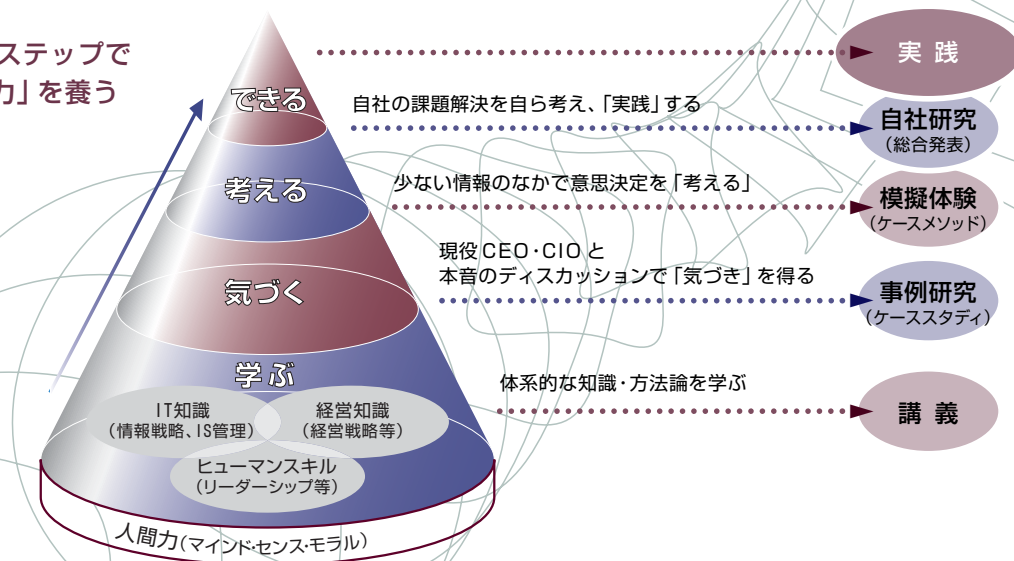 ステップで
力」を養う
できる
考える
気づく
学ぶ
IT知識
（情報戦略、IS管理）
経営知識
（経営戦略等）
ヒューマンスキル
（リーダーシップ等）
人間力（マインド・センス・モラル）
実 践
自社の課題解決を自ら考え、「実践」する
自社研究
（総合発表）
少ない情報のなかで意思決定を「考える」
模擬体験
（ケースメソッド）
現役CEO・CIOと
本音のディスカッションで「気づき」を得る
事例研究
（ケーススタディ）
体系的な知識・方法論を学ぶ
講 義